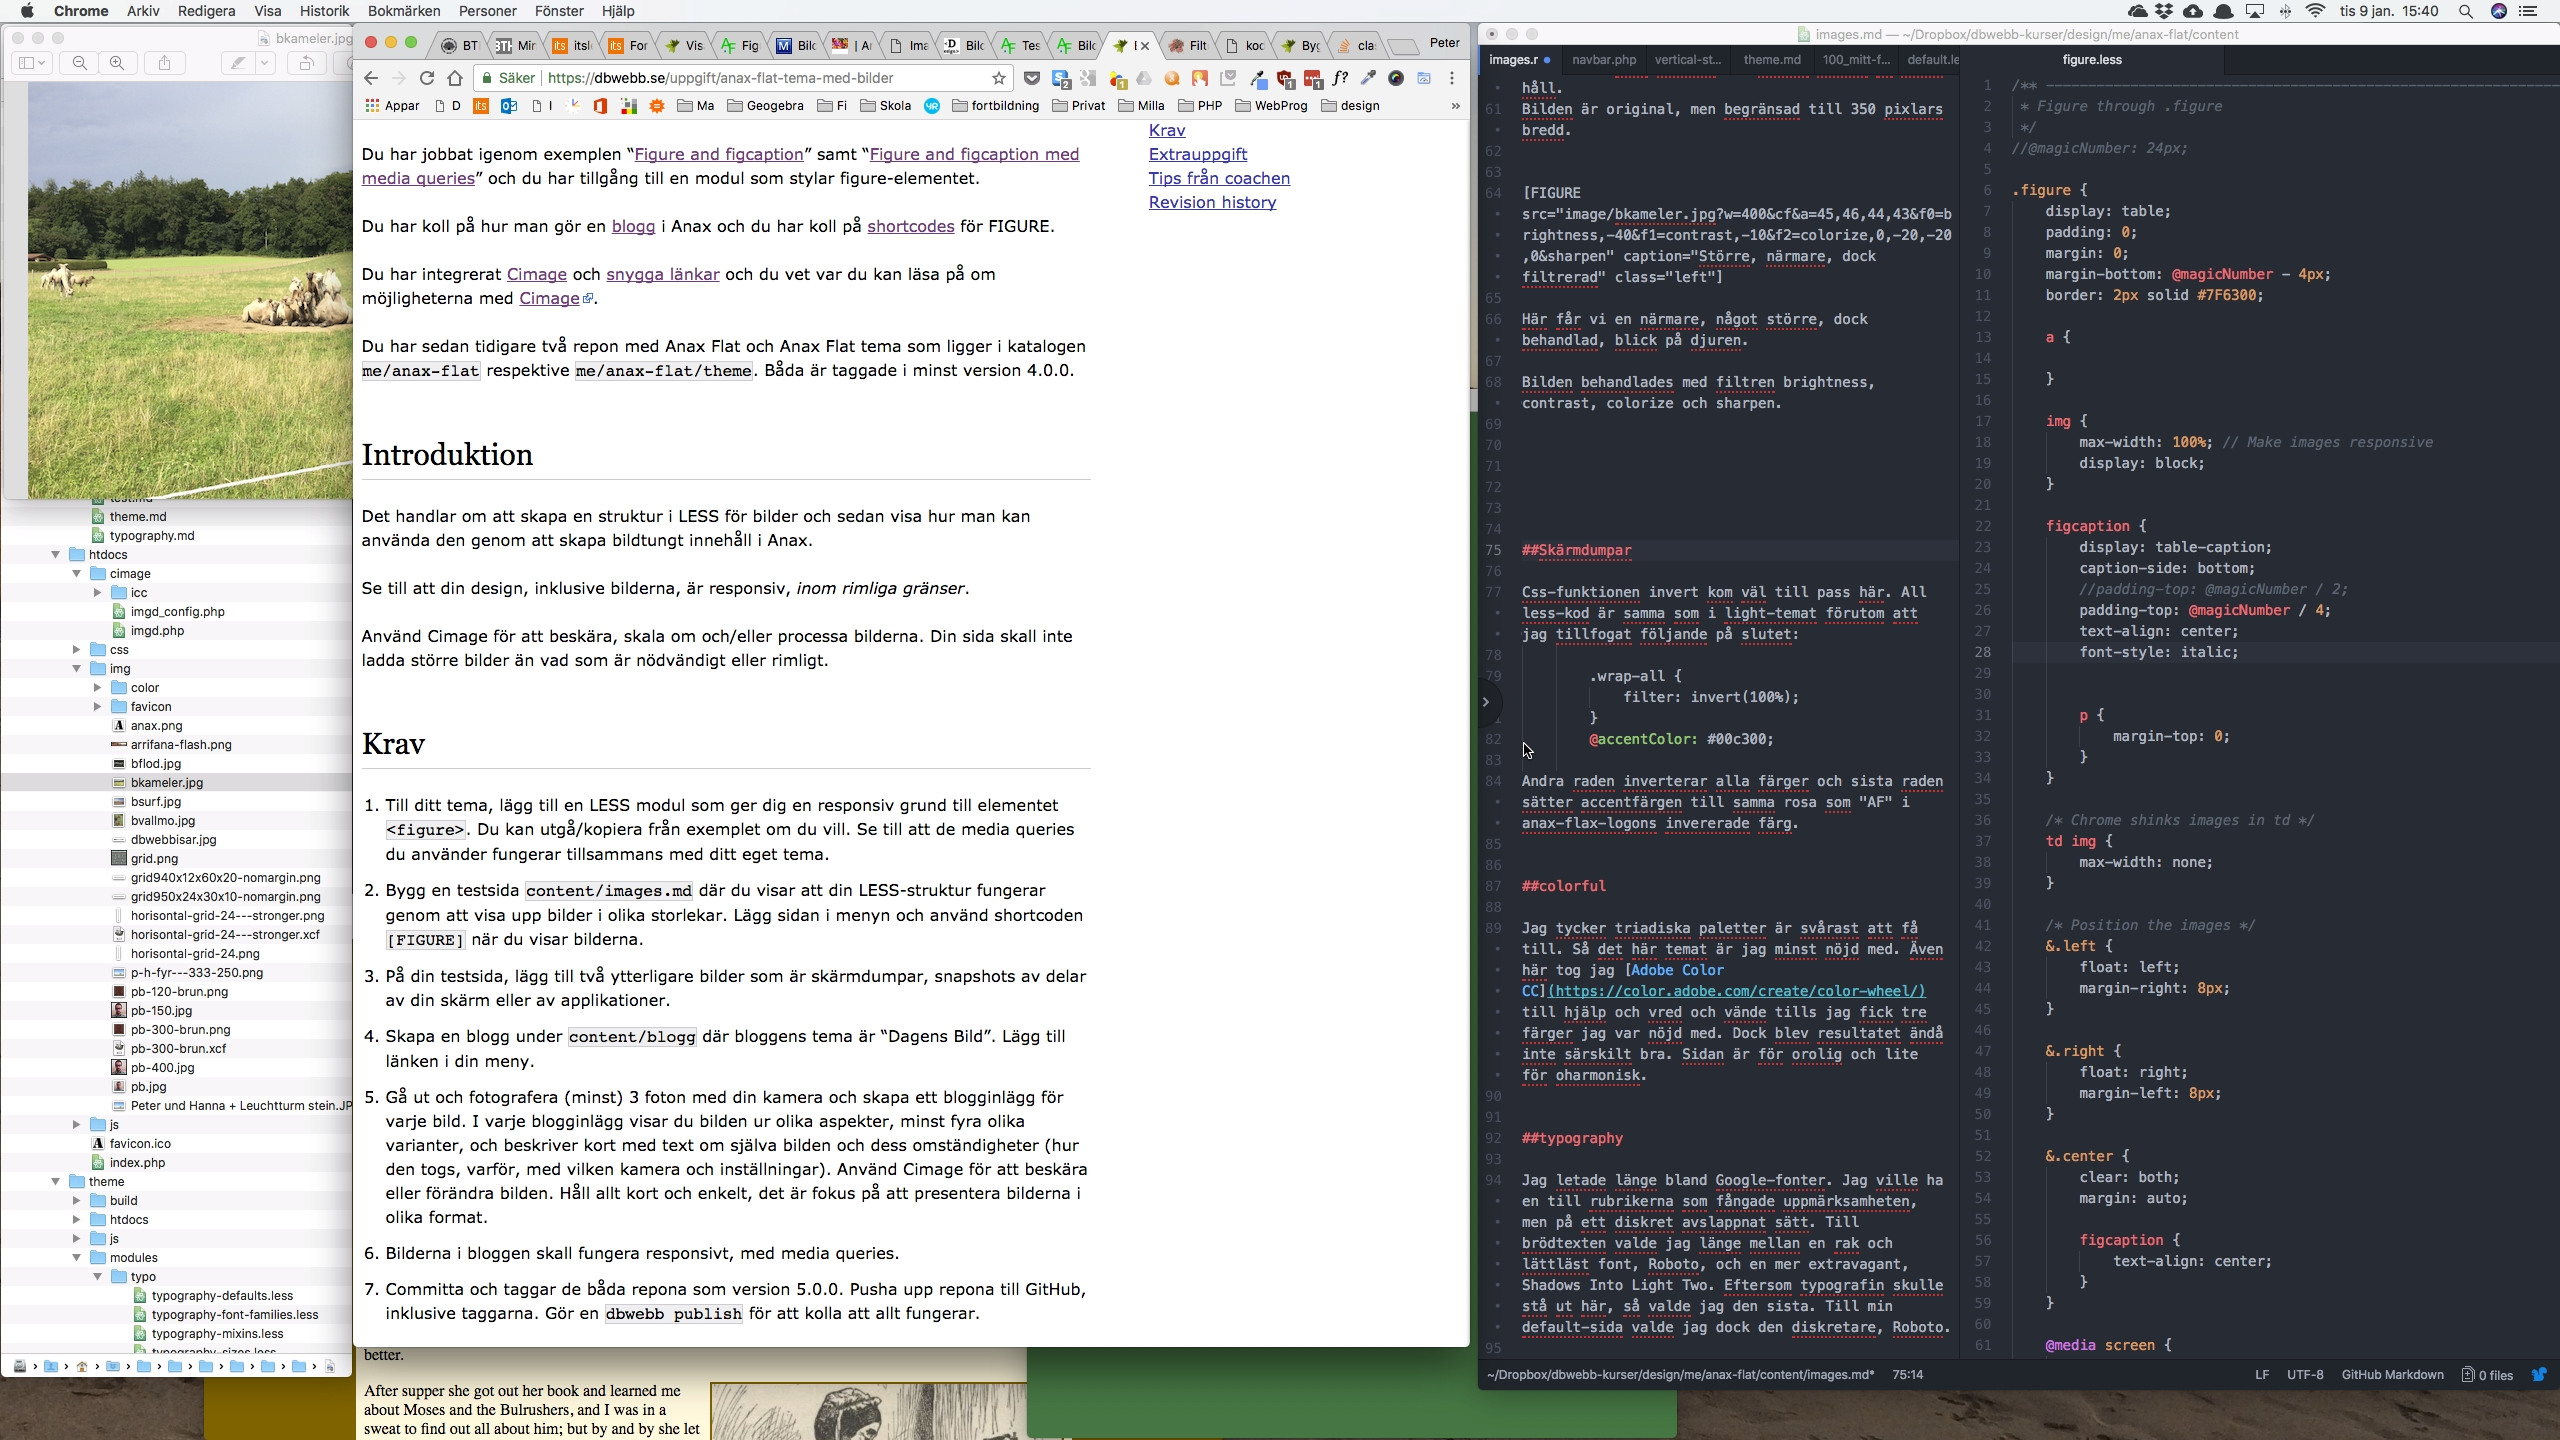 Chrome Arkiv Redigera Visa Historik Bokmärken Personer Fönster Hjälp
tis 9 jan. 15:40
bkameler.jpg
Peter
Säker https://dbwebb.se/uppgift/anax-flat-tema-med-bilder
Appar D its I Ma Geogebra Fi Skola fortbildning Privat Milla PHP WebProg design »
Krav
Extrauppgift
Tips från coachen
Revision history
Du har jobbat igenom exemplen “Figure and figcaption” samt “Figure and figcaption med
media queries” och du har tillgång till en modul som stylar figure-elementet.
Du har koll på hur man gör en blogg i Anax och du har koll på shortcodes för FIGURE.
Du har integrerat Cimage och snygga länkar och du vet var du kan läsa på om
möjligheterna med Cimage.
Du har sedan tidigare två repon med Anax Flat och Anax Flat tema som ligger i katalogen
me/anax-flat respektive me/anax-flat/theme. Båda är taggade i minst version 4.0.0.
Introduktion
Det handlar om att skapa en struktur i LESS för bilder och sedan visa hur man kan
använda den genom att skapa bildtungt innehåll i Anax.
Se till att din design, inklusive bilderna, är responsiv, inom rimliga gränser.
Använd Cimage för att beskära, skala om och/eller processa bilderna. Din sida skall inte
ladda större bilder än vad som är nödvändigt eller rimligt.
Krav
1. Till ditt tema, lägg till en LESS modul som ger dig en responsiv grund till elementet
<figure>. Du kan utgå/kopiera från exemplet om du vill. Se till att de media queries
du använder fungerar tillsammans med ditt eget tema.
2. Bygg en testsida content/images.md där du visar att din LESS-struktur fungerar
genom att visa upp bilder i olika storlekar. Lägg sidan i menyn och använd shortcoden
[FIGURE] när du visar bilderna.
3. På din testsida, lägg till två ytterligare bilder som är skärmdumpar, snapshots av delar
av din skärm eller av applikationer.
4. Skapa en blogg under content/blogg där bloggens tema är “Dagens Bild”. Lägg till
länken i din meny.
5. Gå ut och fotografera (minst) 3 foton med din kamera och skapa ett blogginlägg för
varje bild. I varje blogginlägg visar du bilden ur olika aspekter, minst fyra olika
varianter, och beskriver kort med text om själva bilden och dess omständigheter (hur
den togs, varför, med vilken kamera och inställningar). Använd Cimage för att beskära
eller förändra bilden. Håll allt kort och enkelt, det är fokus på att presentera bilderna i
olika format.
6. Bilderna i bloggen skall fungera responsivt, med media queries.
7. Committa och taggar de båda repona som version 5.0.0. Pusha upp repona till GitHub,
inklusive taggarna. Gör en dbwebb publish för att kolla att allt fungerar.
theme.md
typography.md
htdocs
cimage
icc
imgd_config.php
imgd.php
css
img
color
favicon
anax.png
arrifana-flash.png
bflod.jpg
bkameler.jpg
bsurf.jpg
bvallmo.jpg
dbwebbisar.jpg
grid.png
grid940x12x60x20-nomargin.png
grid950x24x30x10-nomargin.png
horisontal-grid-24---stronger.png
horisontal-grid-24---stronger.xcf
horisontal-grid-24.png
p-h-fyr---333-250.png
pb-120-brun.png
pb-150.jpg
pb-300-brun.png
pb-300-brun.xcf
pb-400.jpg
pb.jpg
Peter und Hanna + Leuchtturm stein.JP
js
favicon.ico
index.php
theme
build
htdocs
js
modules
typo
typography-defaults.less
typography-font-families.less
typography-mixins.less
better.
After supper she got out her book and learned me
about Moses and the Bulrushers, and I was in a
sweat to find out all about him; but by and by she let
images.md — ~/Dropbox/dbwebb-kurser/design/me/anax-flat/content
images.r navbar.php vertical-st... theme.md 100_mitt-f... default.le figure.less
håll.
61 Bilden är original, men begränsad till 350 pixlars
bredd.
62
63
64 [FIGURE
src="image/bkameler.jpg?w=400&cf&a=45,46,44,43&f0=b
rightness,-40&f1=contrast,-10&f2=colorize,0,-20,-20
,0&sharpen" caption="Större, närmare, dock
filtrerad" class="left"]
65
66 Här får vi en närmare, något större, dock
behandlad, blick på djuren.
67
68 Bilden behandlades med filtren brightness,
contrast, colorize och sharpen.
69
70
71
72
73
74
75 ##Skärmdumpar
76
77 Css-funktionen invert kom väl till pass här. All
less-kod är samma som i light-temat förutom att
jag tillfogat följande på slutet:
78
79 .wrap-all {
filter: invert(100%);
}
82 @accentColor: #00c300;
83
84 Andra raden inverterar alla färger och sista raden
sätter accentfärgen till samma rosa som "AF" i
anax-flax-logons invererade färg.
85
86
87 ##colorful
88
89 Jag tycker triadiska paletter är svårast att få
till. Så det här temat är jag minst nöjd med. Även
här tog jag [Adobe Color
CC](https://color.adobe.com/create/color-wheel/)
till hjälp och vred och vände tills jag fick tre
färger jag var nöjd med. Dock blev resultatet ändå
inte särskilt bra. Sidan är för orolig och lite
för oharmonisk.
90
91
92 ##typography
93
94 Jag letade länge bland Google-fonter. Jag ville ha
en till rubrikerna som fångade uppmärksamheten,
men på ett diskret avslappnat sätt. Till
brödtexten valde jag länge mellan en rak och
lättläst font, Roboto, och en mer extravagant,
Shadows Into Light Two. Eftersom typografin skulle
stå ut här, så valde jag den sista. Till min
default-sida valde jag dock den diskretare, Roboto.
95
1 /** ---
2 * Figure through .figure
3 */
4 //@magicNumber: 24px;
5
6 .figure {
7 display: table;
8 padding: 0;
9 margin: 0;
10 margin-bottom: @magicNumber - 4px;
11 border: 2px solid #7F6300;
12
13 a {
14
15 }
16
17 img {
18 max-width: 100%; // Make images responsive
19 display: block;
20 }
21
22 figcaption {
23 display: table-caption;
24 caption-side: bottom;
25 //padding-top: @magicNumber / 2;
26 padding-top: @magicNumber / 4;
27 text-align: center;
28 font-style: italic;
29
30
31 p {
32 margin-top: 0;
33 }
34 }
35
36 /* Chrome shinks images in td */
37 td img {
38 max-width: none;
39 }
40
41 /* Position the images */
42 &.left {
43 float: left;
44 margin-right: 8px;
45 }
46
47 &.right {
48 float: right;
49 margin-left: 8px;
50 }
51
52 &.center {
53 clear: both;
54 margin: auto;
55
56 figcaption {
57 text-align: center;
58 }
59 }
60
61 @media screen {
~/Dropbox/dbwebb-kurser/design/me/anax-flat/content/images.md* 75:14
LF UTF-8 GitHub Markdown 0 files